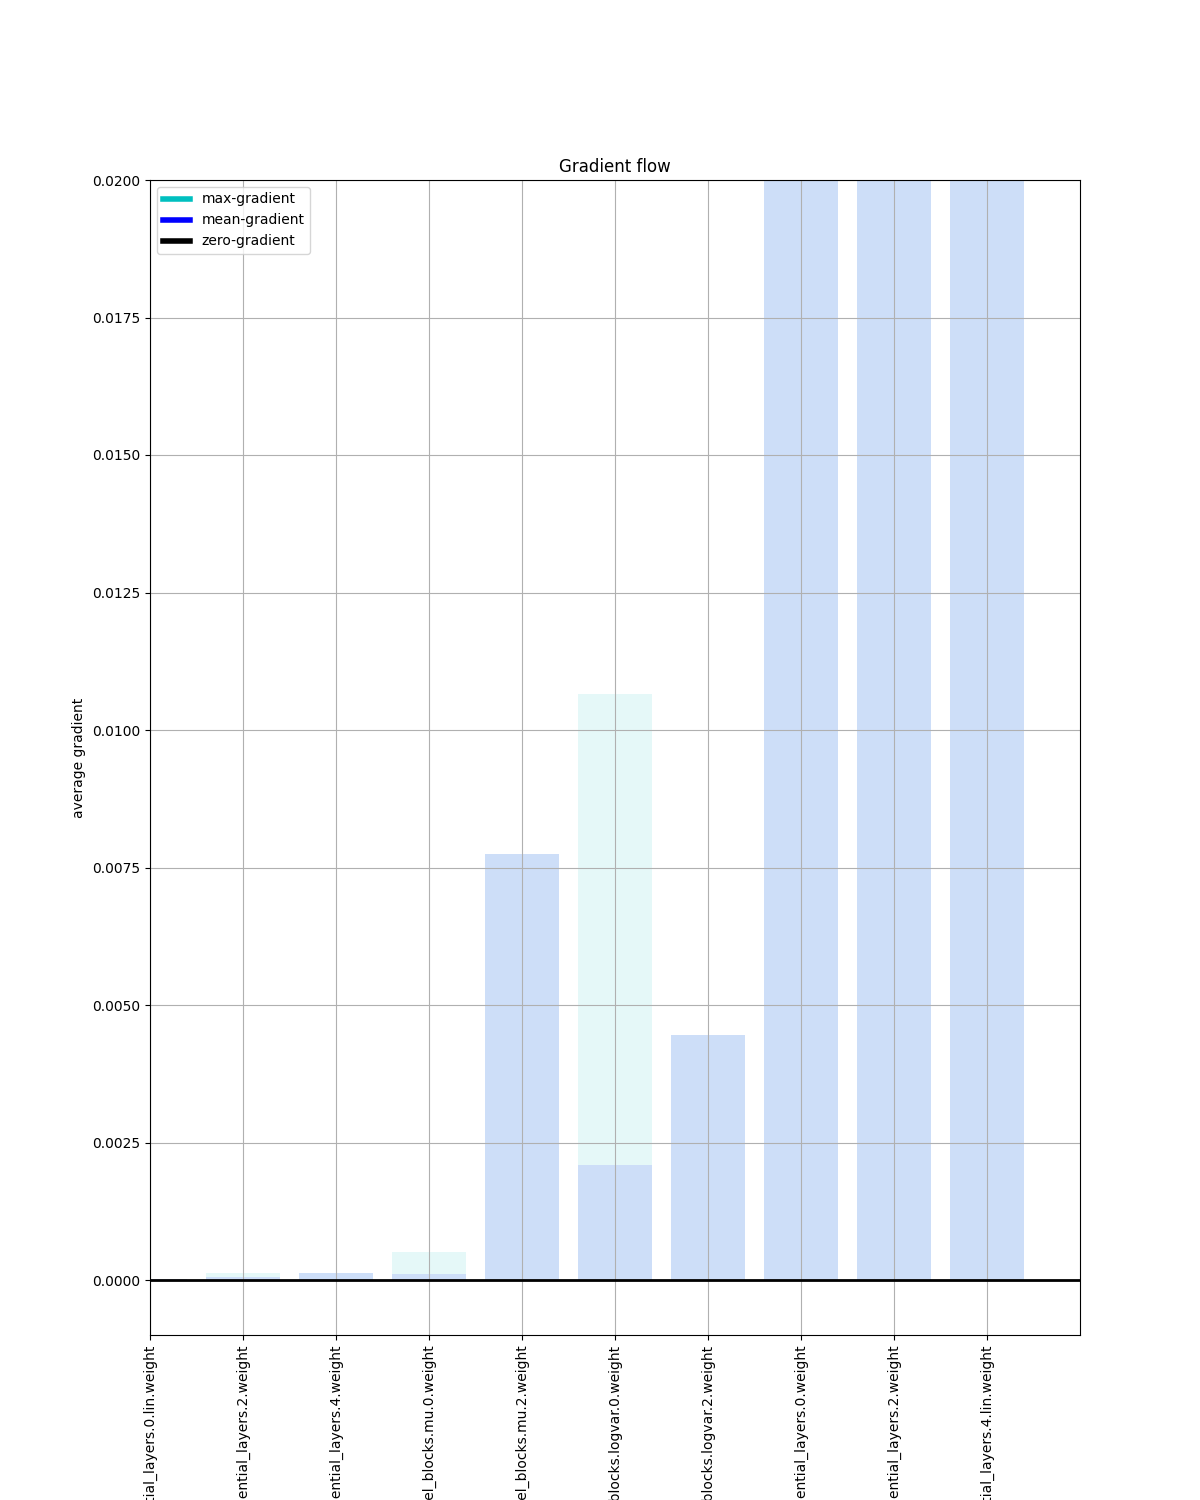 Gradient flow
max-gradient
mean-gradient
zero-gradient
0.0200
0.0175
0.0150
0.0125
0.0100
0.0075
0.0050
0.0025
0.0000
average gradient
tial_layers.0.lin.weight
ential_layers.2.weight
ential_layers.4.weight
el_blocks.mu.0.weight
el_blocks.mu.2.weight
blocks.logvar.0.weight
blocks.logvar.2.weight
ential_layers.0.weight
ential_layers.2.weight
tial_layers.4.lin.weight